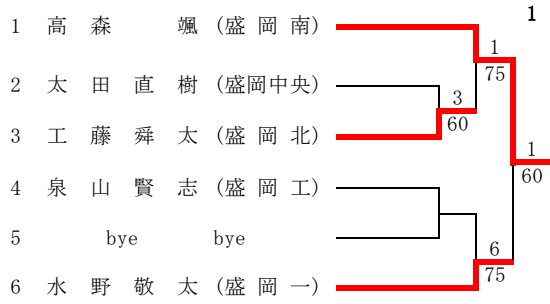 1
1 高森 颯 (盛岡南)
1
75
2 太田直樹 (盛岡中央)
3
60
3 工藤舜太 (盛岡北)
1
60
4 泉山賢志 (盛岡工)
5 bye bye
6
75
6 水野敬太 (盛岡一)